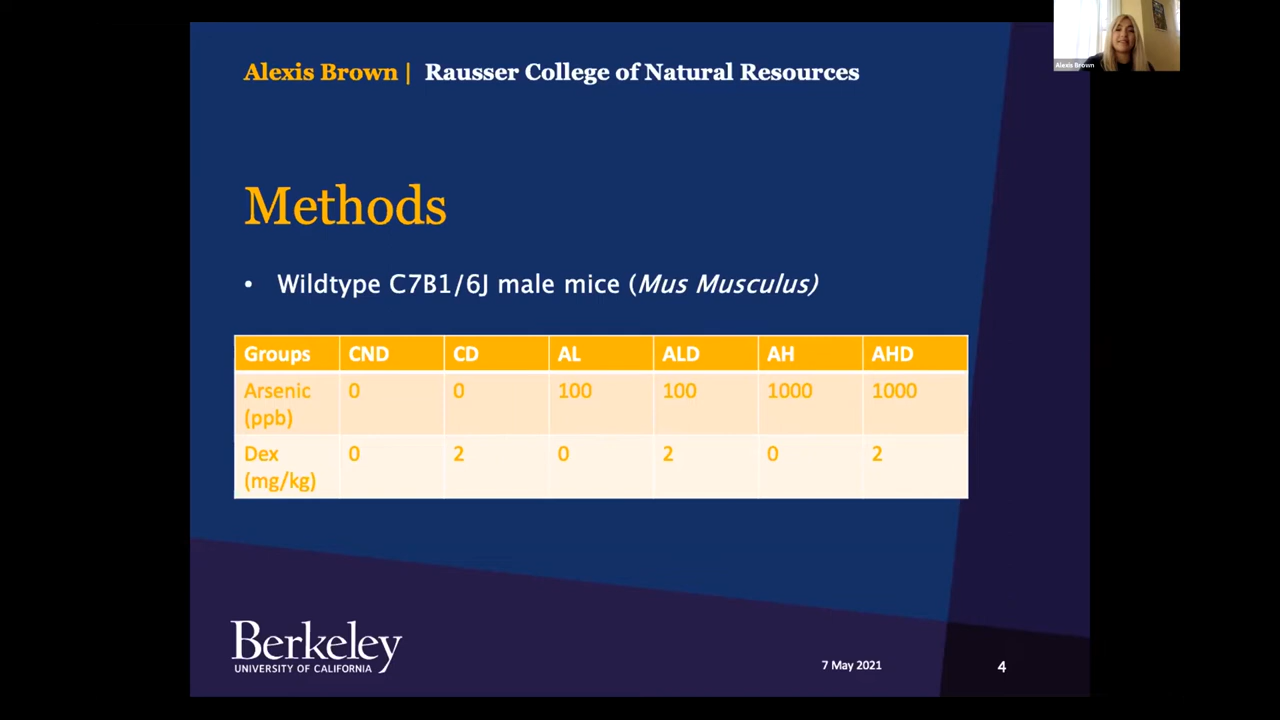 Alexis Brown | Rausser College of Natural Resources
Alexis Brown
Methods
• Wildtype C7B1/6J male mice (Mus Musculus)
Groups CND CD AL ALD AH AHD
Arsenic (ppb) 0 0 100 100 1000 1000
Dex (mg/kg) 0 2 0 2 0 2
Berkeley
UNIVERSITY OF CALIFORNIA
7 May 2021
4